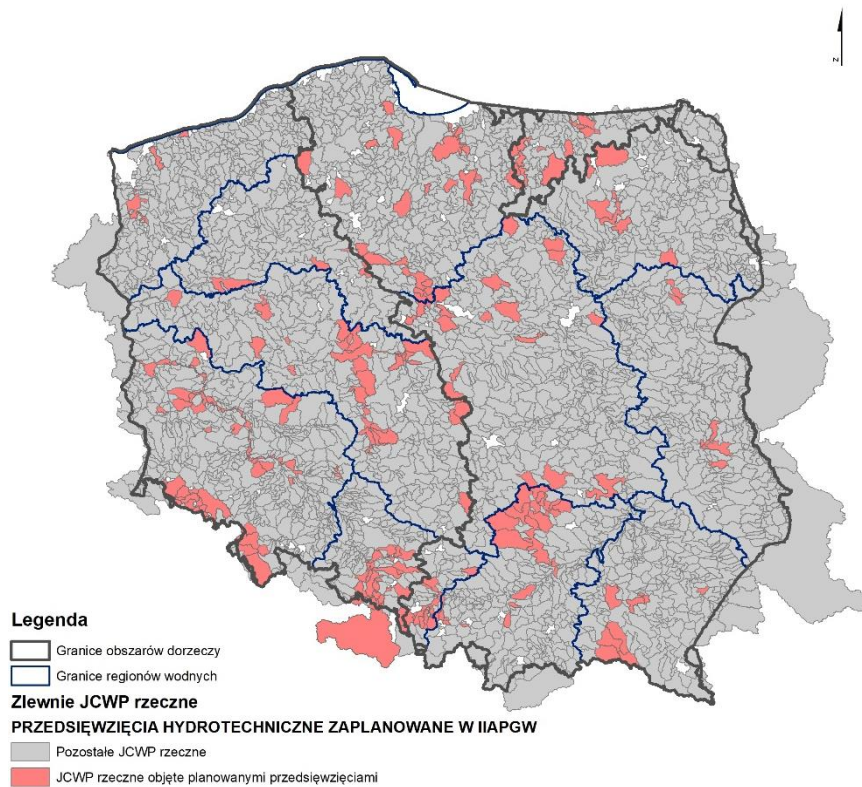 z
Legenda
Granice obszarów dorzeczy
Granice regionów wodnych
Zlewnie JCWP rzeczne
PRZEDSIĘWZIĘCIA HYDROTECHNICZNE ZAPLANOWANE W IIAPGW
Pozostałe JCWP rzeczne
JCWP rzeczne objęte planowanymi przedsięwzięciami